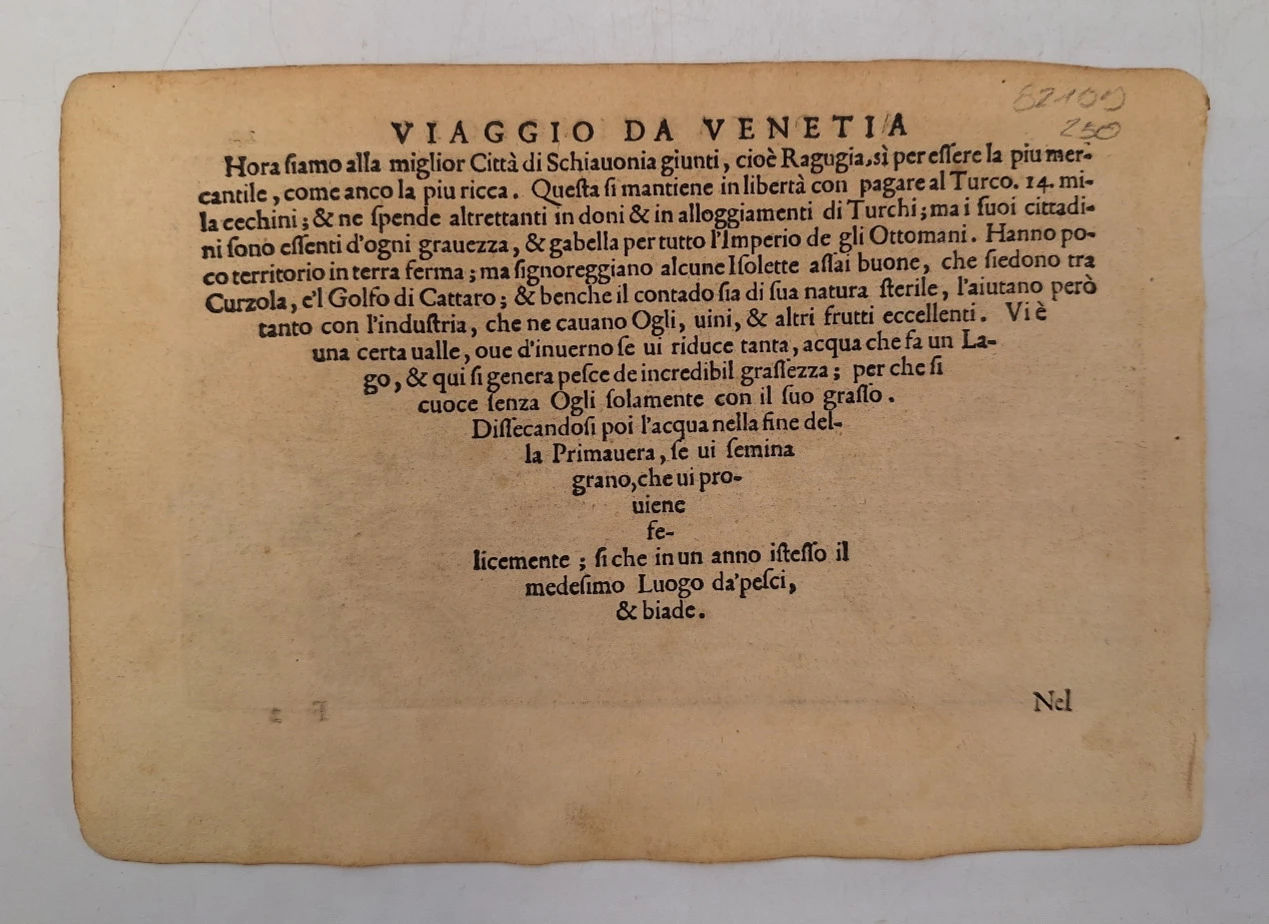 82109
250
VIAGGIO DA VENETIA
Hora ſiamo alla miglior Città di Schiauonia giunti, cioè Ragugia, sì per eſſere la piu mer-
cantile, come anco la piu ricca. Queſta ſi mantiene in libertà con pagare al Turco. 14. mi-
la cechini; & ne ſpende altrettanti in doni & in alloggiamenti di Turchi; ma i ſuoi cittadi-
ni ſono eſſenti d'ogni grauezza, & gabella per tutto l'Imperio de gli Ottomani. Hanno po-
co territorio in terra ferma; ma ſignoreggiano alcune Iſolette aſſai buone, che ſiedono tra
Curzola, e'l Golfo di Cattaro; & benche il contado ſia di ſua natura ſterile, l'aiutano però
tanto con l'induſtria, che ne cauano Ogli, uini, & altri frutti eccellenti. Vi è
una certa ualle, oue d'inuerno ſe ui riduce tanta, acqua che fa un La-
go, & qui ſi genera peſce de incredibil graſſezza; per che ſi
cuoce ſenza Ogli ſolamente con il ſuo graſſo.
Diſſecandoſi poi l'acqua nella fine del-
la Primauera, ſe ui ſemina
grano, che ui pro-
uiene
fe-
licemente; ſi che in un anno iſteſſo il
medeſimo Luogo da'peſci,
& biade.
Nel